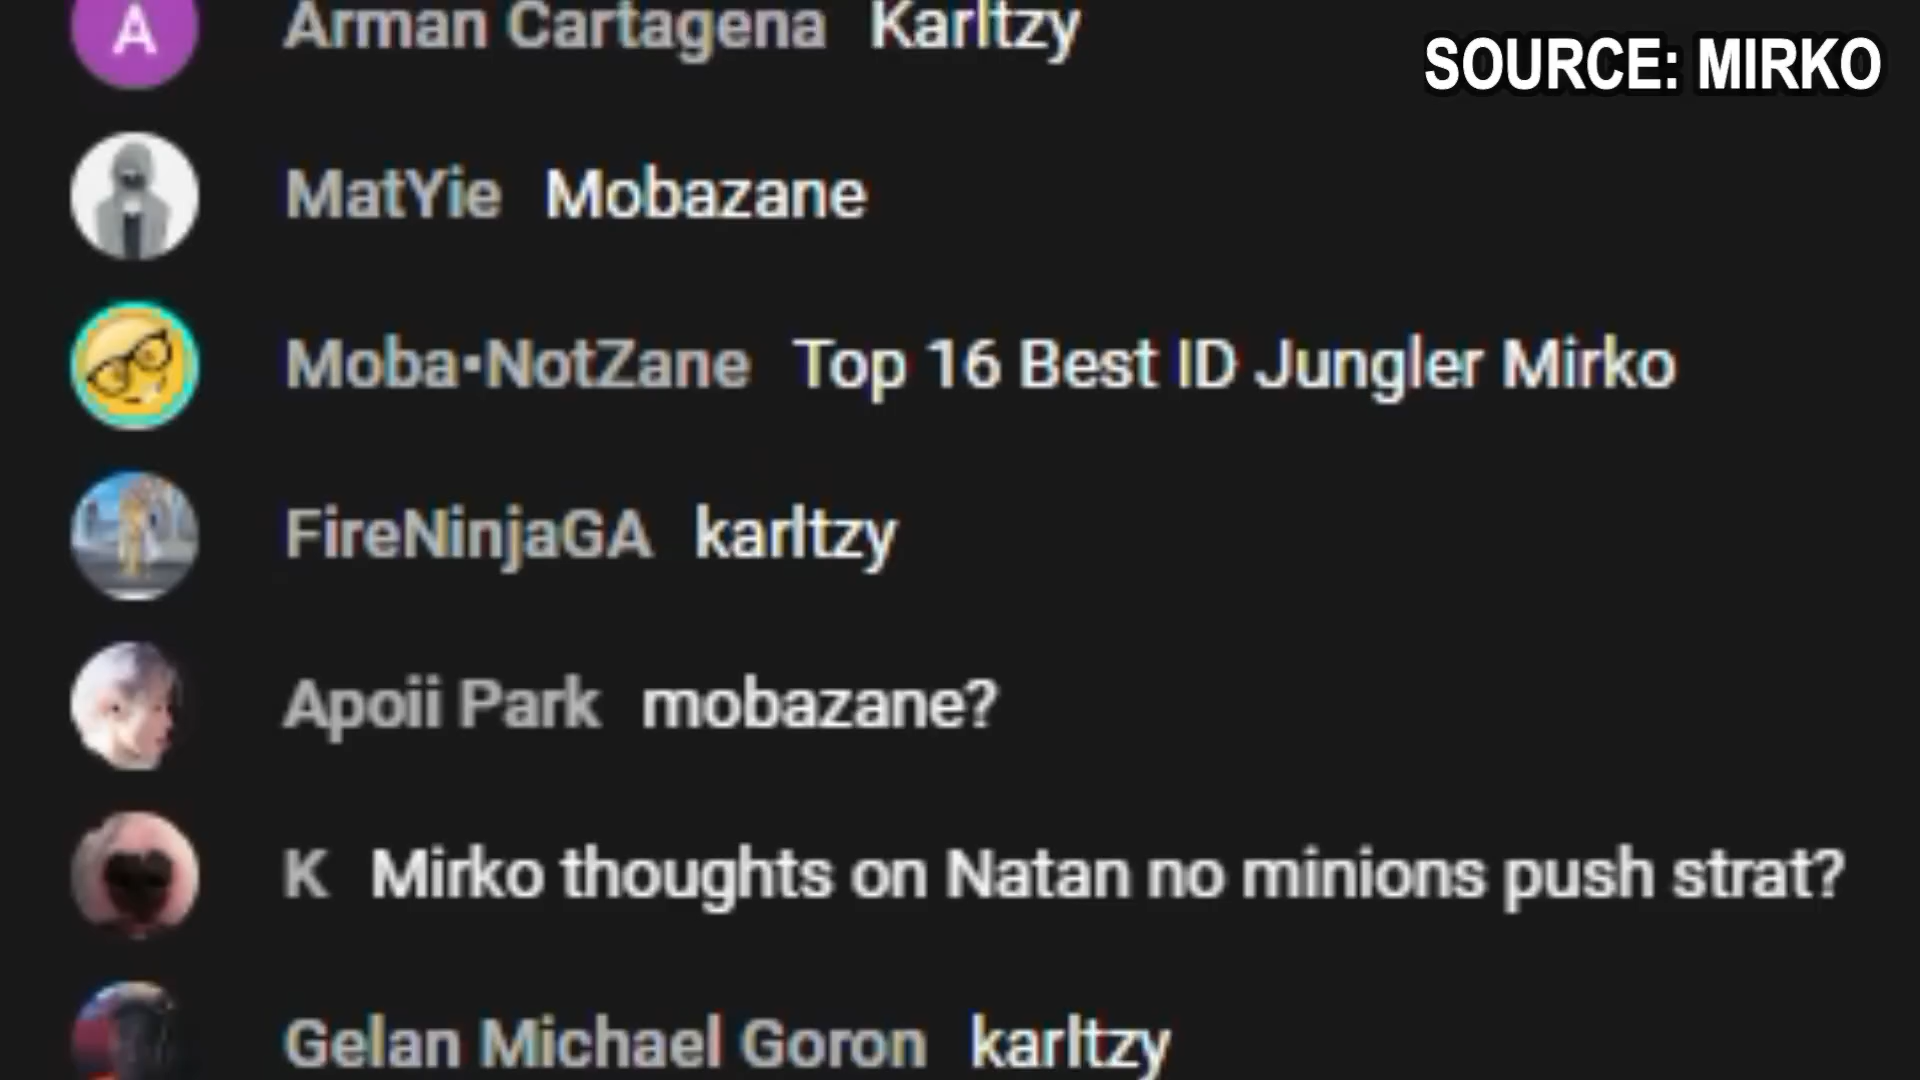 A Arman Cartagena Karltzy
SOURCE: MIRKO
MatYie Mobazane
Moba•NotZane Top 16 Best ID Jungler Mirko
FireNinjaGA karltzy
Apoii Park mobazane?
K Mirko thoughts on Natan no minions push strat?
Gelan Michael Goron karltzy